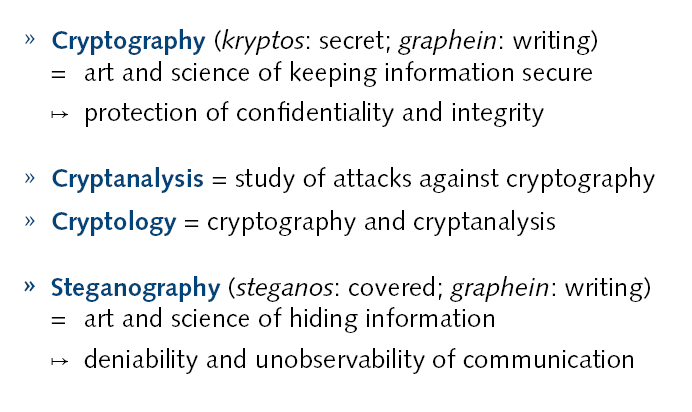 » Cryptography (kryptos: secret; graphein: writing)
= art and science of keeping information secure
↦ protection of confidentiality and integrity
» Cryptanalysis = study of attacks against cryptography
» Cryptology = cryptography and cryptanalysis
» Steganography (steganos: covered; graphein: writing)
= art and science of hiding information
↦ deniability and unobservability of communication